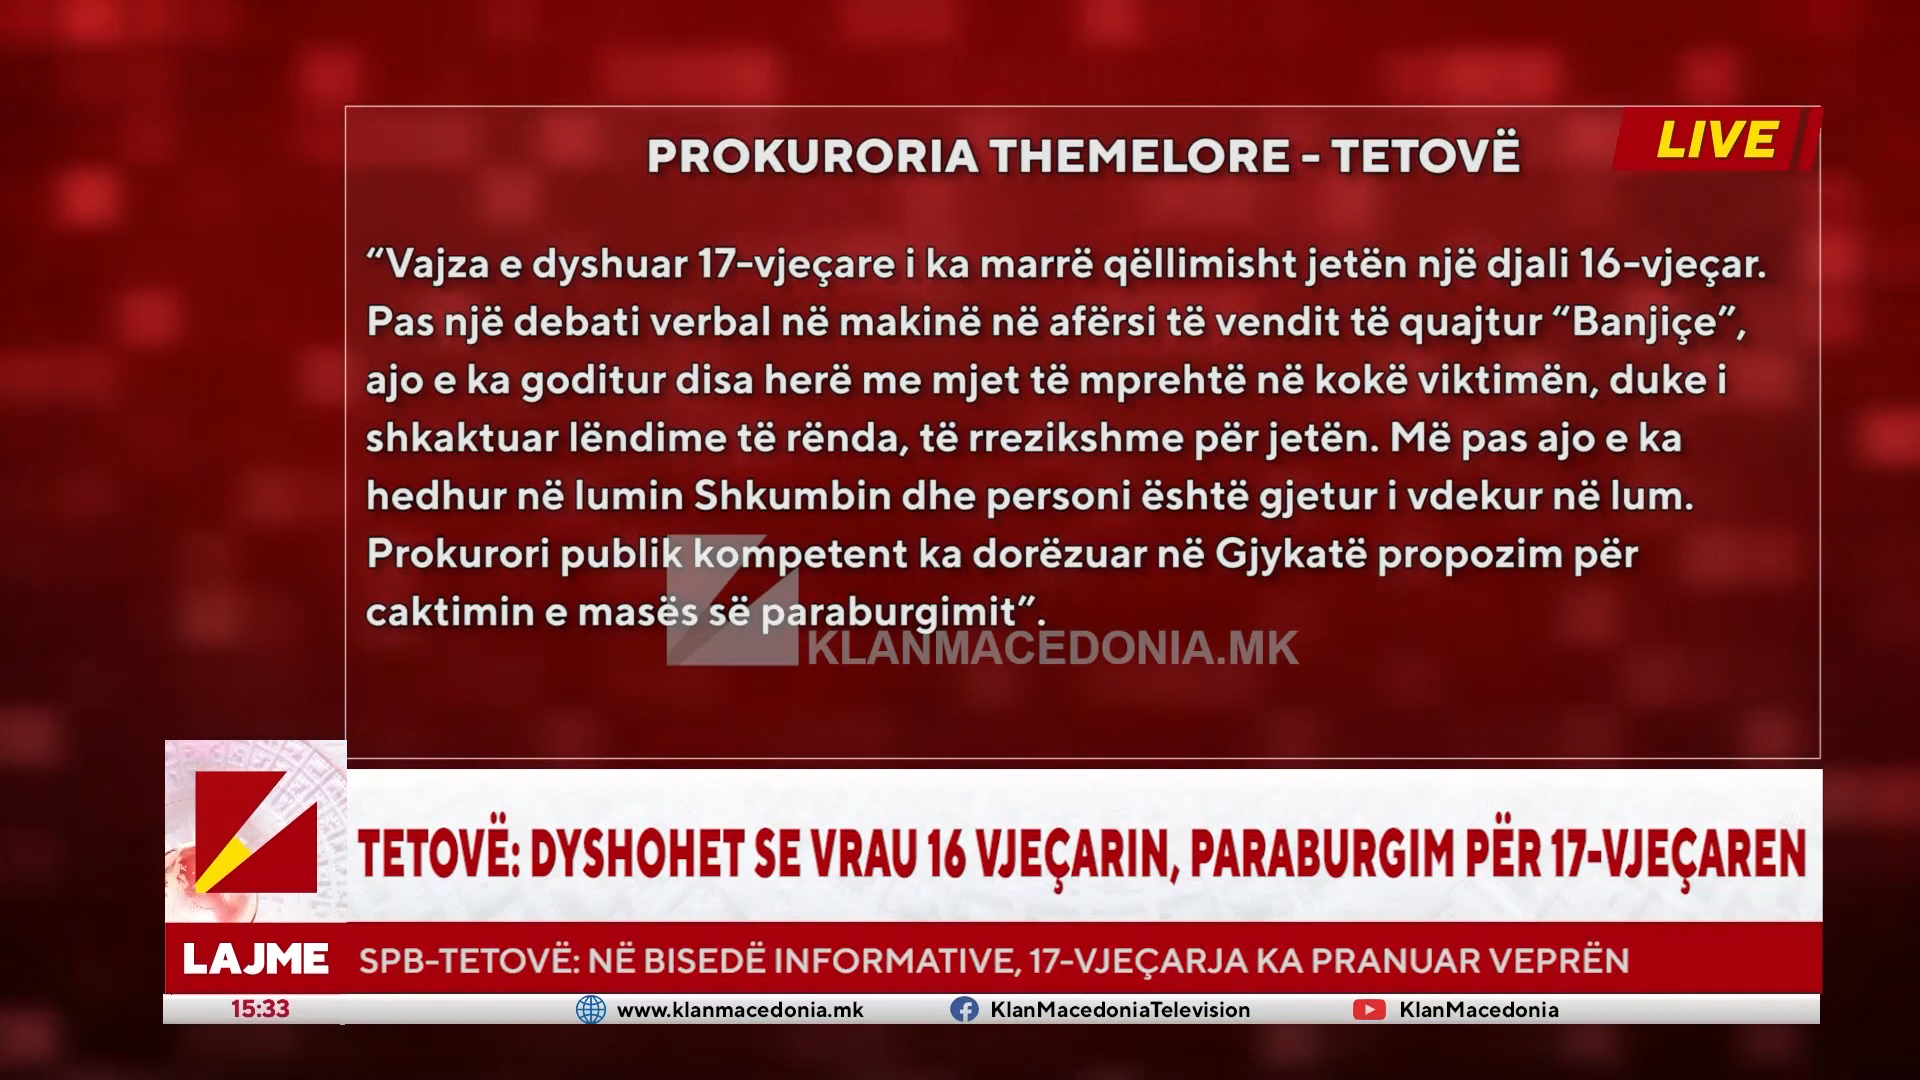 LIVE
PROKURORIA THEMELORE - TETOVË
“Vajza e dyshuar 17-vjeçare i ka marrë qëllimisht jetën një djali 16-vjeçar.
Pas një debati verbal në makinë në afërsi të vendit të quajtur “Banjiçe”,
ajo e ka goditur disa herë me mjet të mprehtë në kokë viktimën, duke i
shkaktuar lëndime të rënda, të rrezikshme për jetën. Më pas ajo e ka
hedhur në lumin Shkumbin dhe personi është gjetur i vdekur në lum.
Prokurori publik kompetent ka dorëzuar në Gjykatë propozim për
caktimin e masës së paraburgimit”.
KLANMACEDONIA.MK
TETOVË: DYSHOHET SE VRAU 16 VJEÇARIN, PARABURGIM PËR 17-VJEÇAREN
LAJME SPB-TETOVË: NË BISEDË INFORMATIVE, 17-VJEÇARJA KA PRANUAR VEPRËN
15:33 www.klanmacedonia.mk KlanMacedoniaTelevision KlanMacedonia